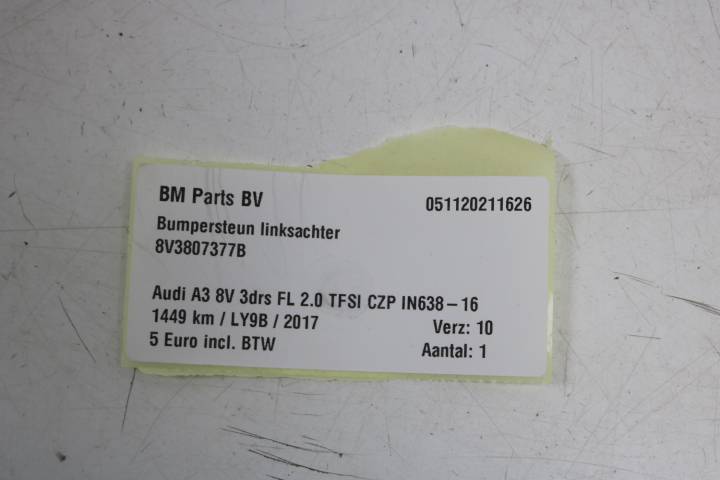 BM Parts BV 051120211626
Bumpersteun linksachter
8V3807377B
Audi A3 8V 3drs FL 2.0 TFSI CZP IN638-16
1449 km / LY9B / 2017 Verz: 10
5 Euro incl. BTW Aantal: 1